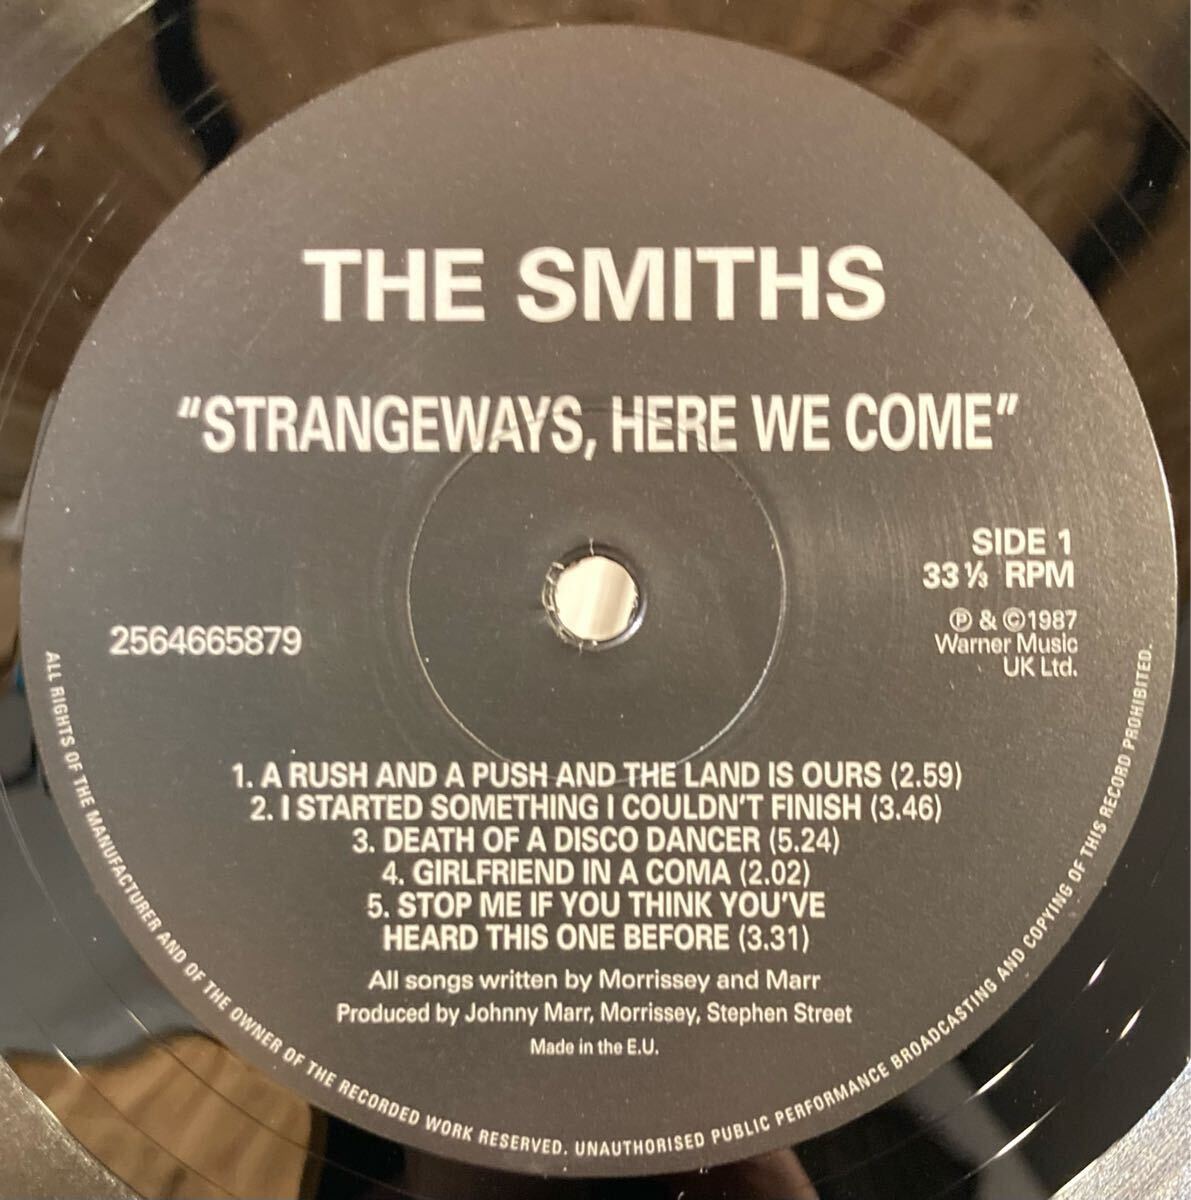 THE SMITHS
"STRANGEWAYS, HERE WE COME"
SIDE 1
33 ⅓ RPM
℗ & ©1987
Warner Music
UK Ltd.
2564665879
1. A RUSH AND A PUSH AND THE LAND IS OURS (2.59)
2. I STARTED SOMETHING I COULDN'T FINISH (3.46)
3. DEATH OF A DISCO DANCER (5.24)
4. GIRLFRIEND IN A COMA (2.02)
5. STOP ME IF YOU THINK YOU'VE
HEARD THIS ONE BEFORE (3.31)
All songs written by Morrissey and Marr
Produced by Johnny Marr, Morrissey, Stephen Street
Made in the E.U.
ALL RIGHTS OF THE MANUFACTURER AND OF THE OWNER OF THE RECORDED WORK RESERVED. UNAUTHORISED PUBLIC PERFORMANCE BROADCASTING AND COPYING OF THIS RECORD PROHIBITED.